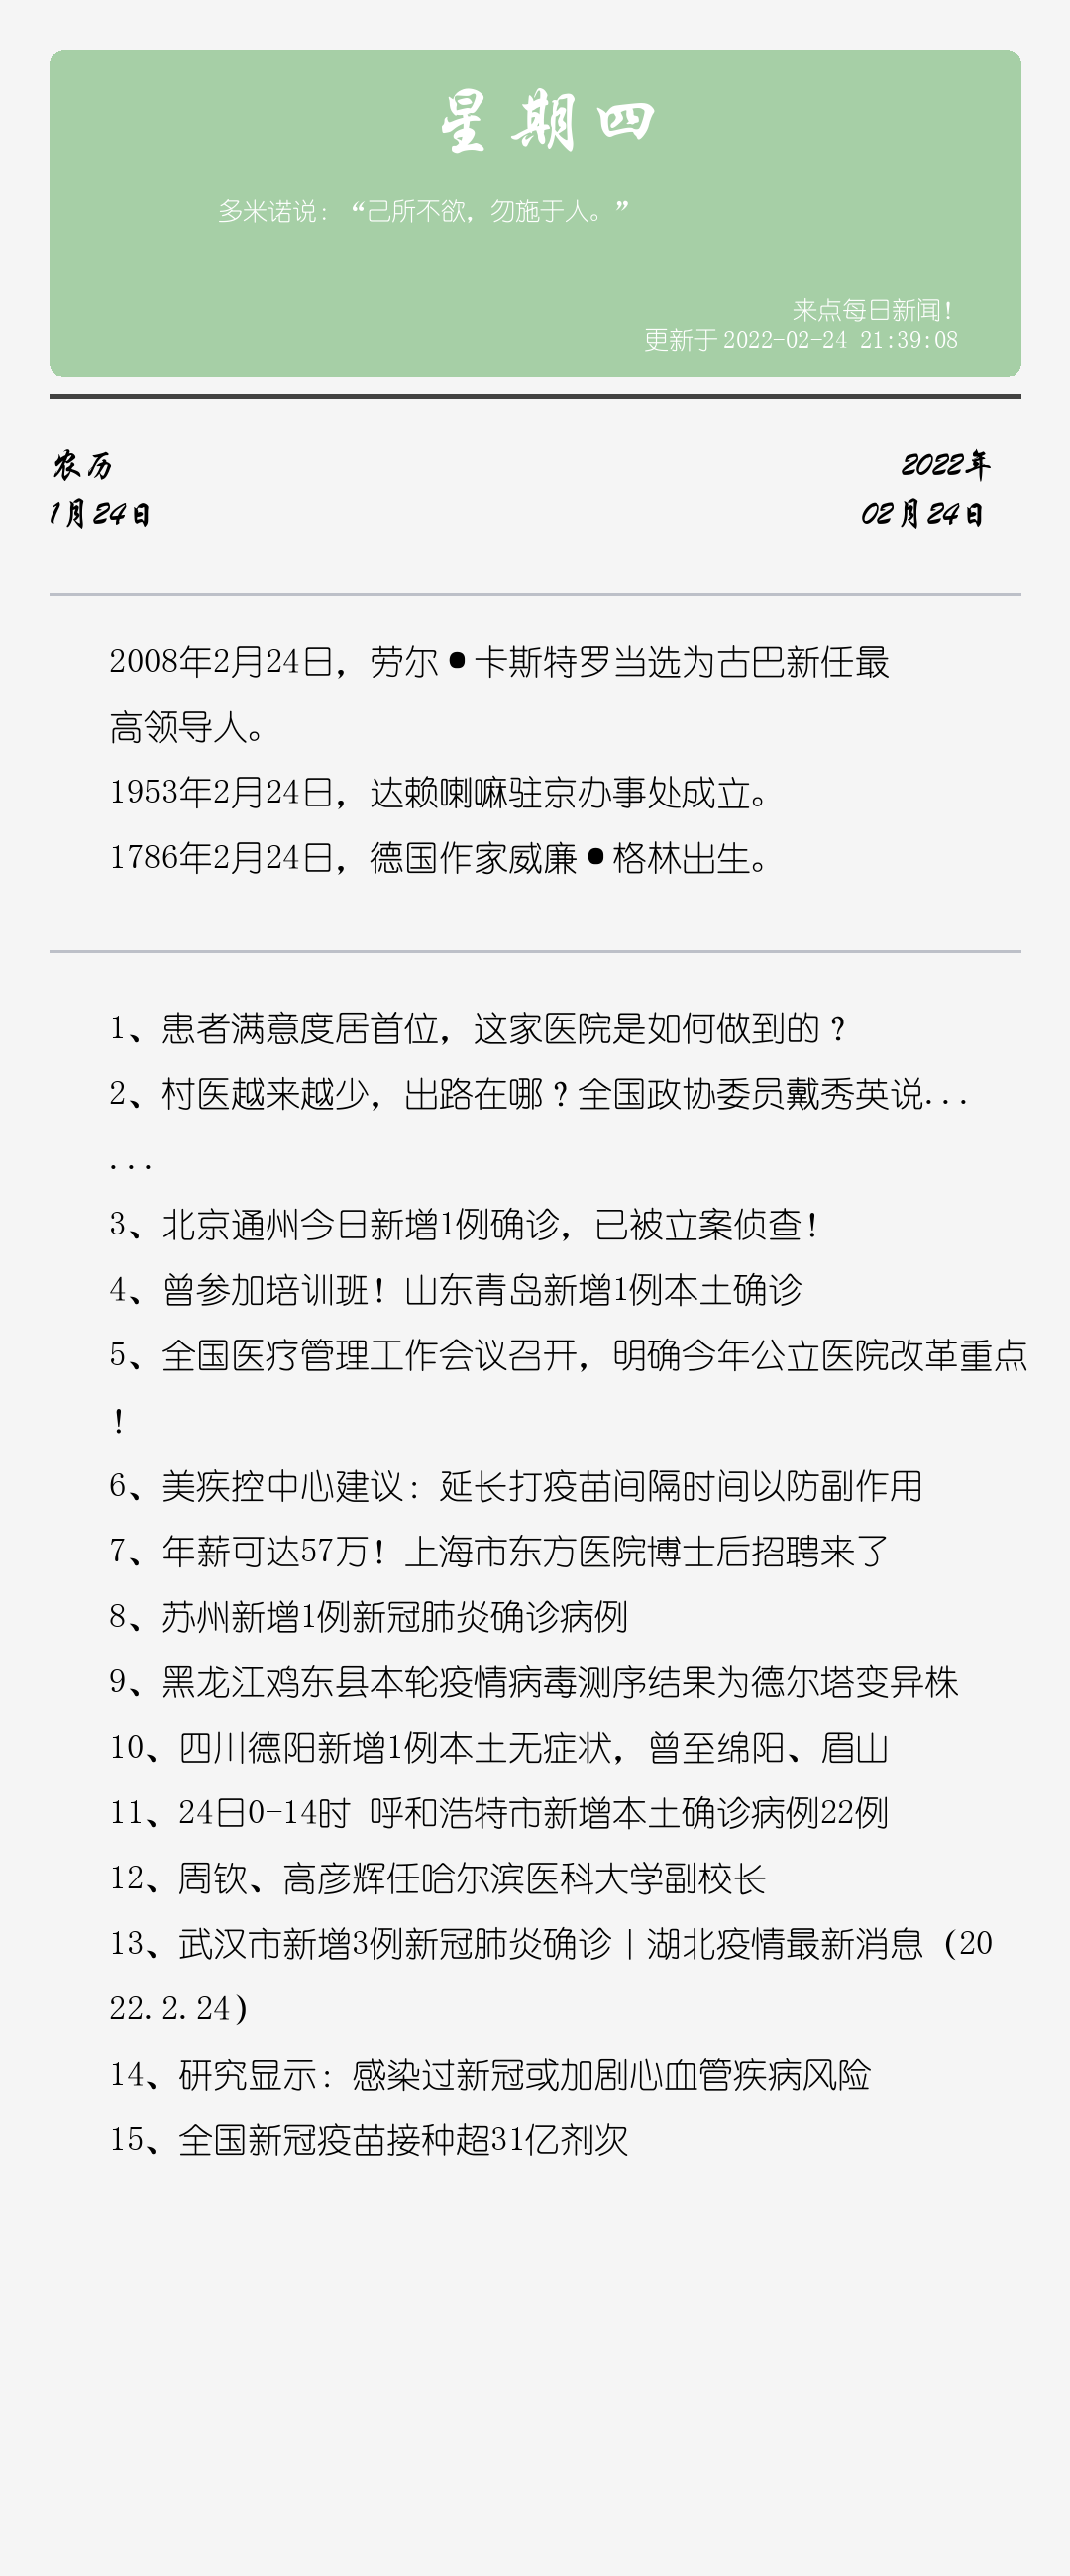 星期四
多米诺说：“己所不欲，勿施于人。”
来点每日新闻！
更新于2022-02-24 21:39:08
农历
2022年
1月24日
02月24日
2008年2月24日，劳尔•卡斯特罗当选为古巴新任最
高领导人。
1953年2月24日，达赖喇嘛驻京办事处成立。
1786年2月24日，德国作家威廉•格林出生。
1、患者满意度居首位，这家医院是如何做到的？
2、村医越来越少，出路在哪？全国政协委员戴秀英说...
...
3、北京通州今日新增1例确诊，已被立案侦查！
4、曾参加培训班！山东青岛新增1例本土确诊
5、全国医疗管理工作会议召开，明确今年公立医院改革重点
！
6、美疾控中心建议：延长打疫苗间隔时间以防副作用
7、年薪可达57万！上海市东方医院博士后招聘来了
8、苏州新增1例新冠肺炎确诊病例
9、黑龙江鸡东县本轮疫情病毒测序结果为德尔塔变异株
10、四川德阳新增1例本土无症状，曾至绵阳、眉山
11、24日0-14时 呼和浩特市新增本土确诊病例22例
12、周钦、高彦辉任哈尔滨医科大学副校长
13、武汉市新增3例新冠肺炎确诊丨湖北疫情最新消息（20
22.2.24）
14、研究显示：感染过新冠或加剧心血管疾病风险
15、全国新冠疫苗接种超31亿剂次